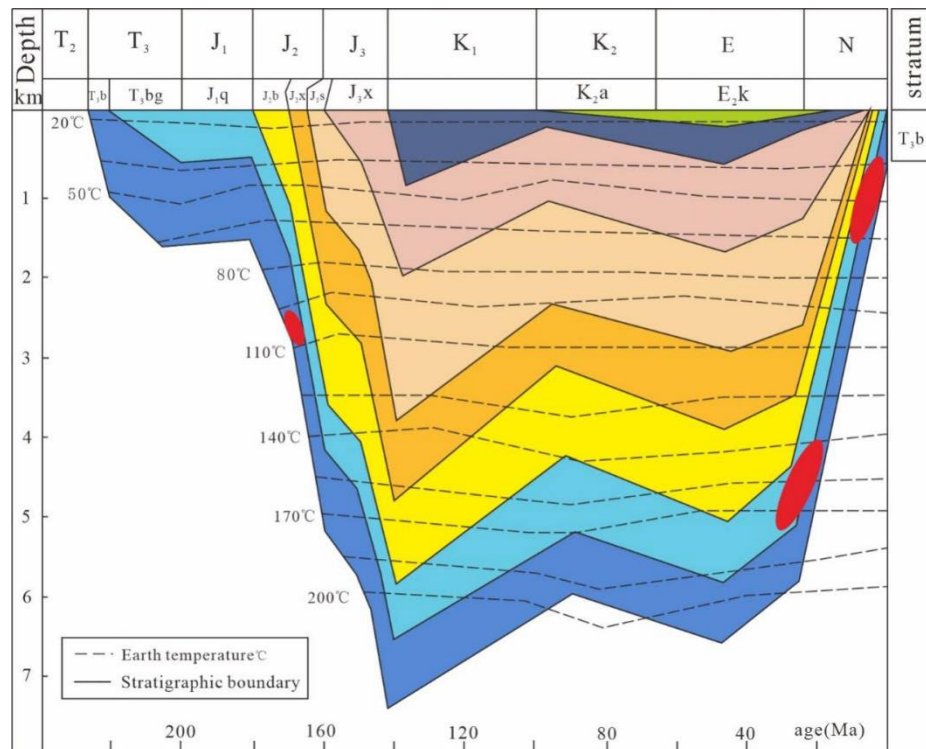 Depth
km
T2 T3 J1 J2 J3 K1 K2 E N
stratum
T3b T3bg J1q J2b J2x J2s J3x K2a E2k
T3b
20℃
1
50℃
80℃
2
3
110℃
4
140℃
5
170℃
6
200℃
7
Earth temperature℃
Stratigraphic boundary
200 160 120 80 40 age(Ma)